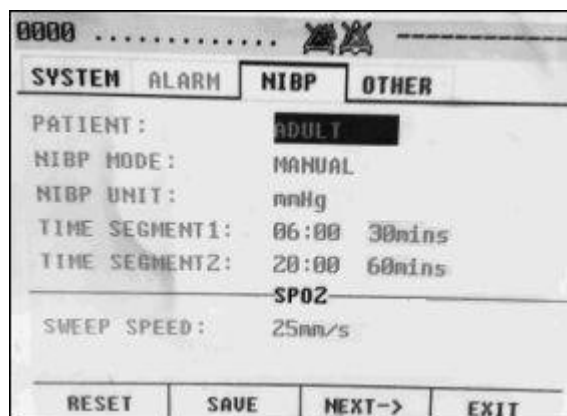 0000 .............
SYSTEM ALARM NIBP OTHER
PATIENT: ADULT
NIBP MODE: MANUAL
NIBP UNIT: mmHg
TIME SEGMENT1: 06:00 30mins
TIME SEGMENT2: 20:00 60mins
SPO2
SWEEP SPEED: 25mm/s
RESET SAVE NEXT-> EXIT